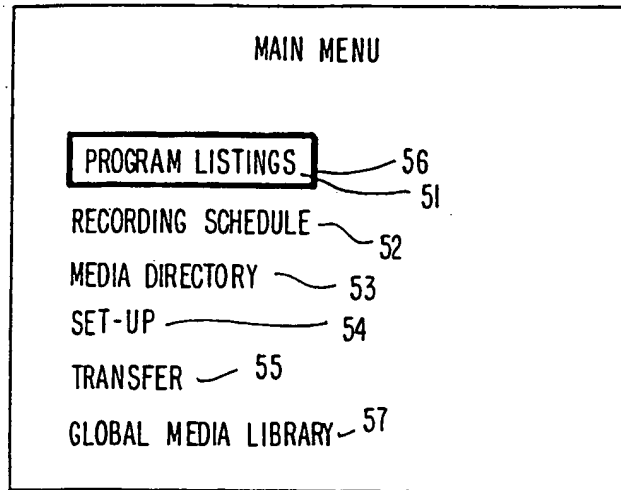 MAIN MENU
PROGRAM LISTINGS 56
51
RECORDING SCHEDULE 52
MEDIA DIRECTORY 53
SET-UP 54
TRANSFER 55
GLOBAL MEDIA LIBRARY 57